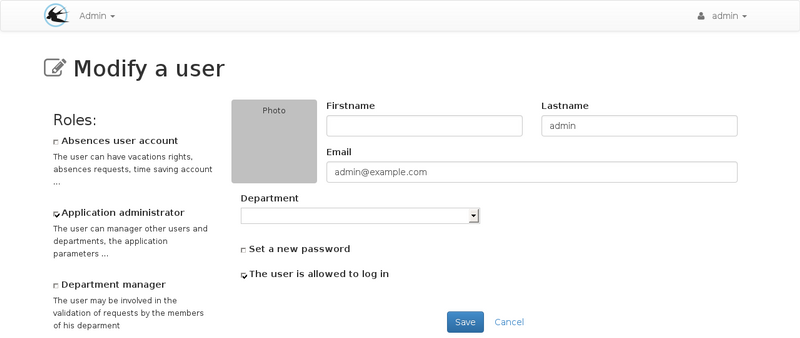 Admin
admin
Modify a user
Roles:
Absences user account
The user can have vacations rights,
absences requests, time saving account
...
Application administrator
The user can manager other users and
departments, the application
parameters ...
Department manager
The user may be involved in the
validation of requests by the members
of his deparment
Photo
Firstname
Lastname
admin
Email
admin@example.com
Department
Set a new password
The user is allowed to log in
Save
Cancel